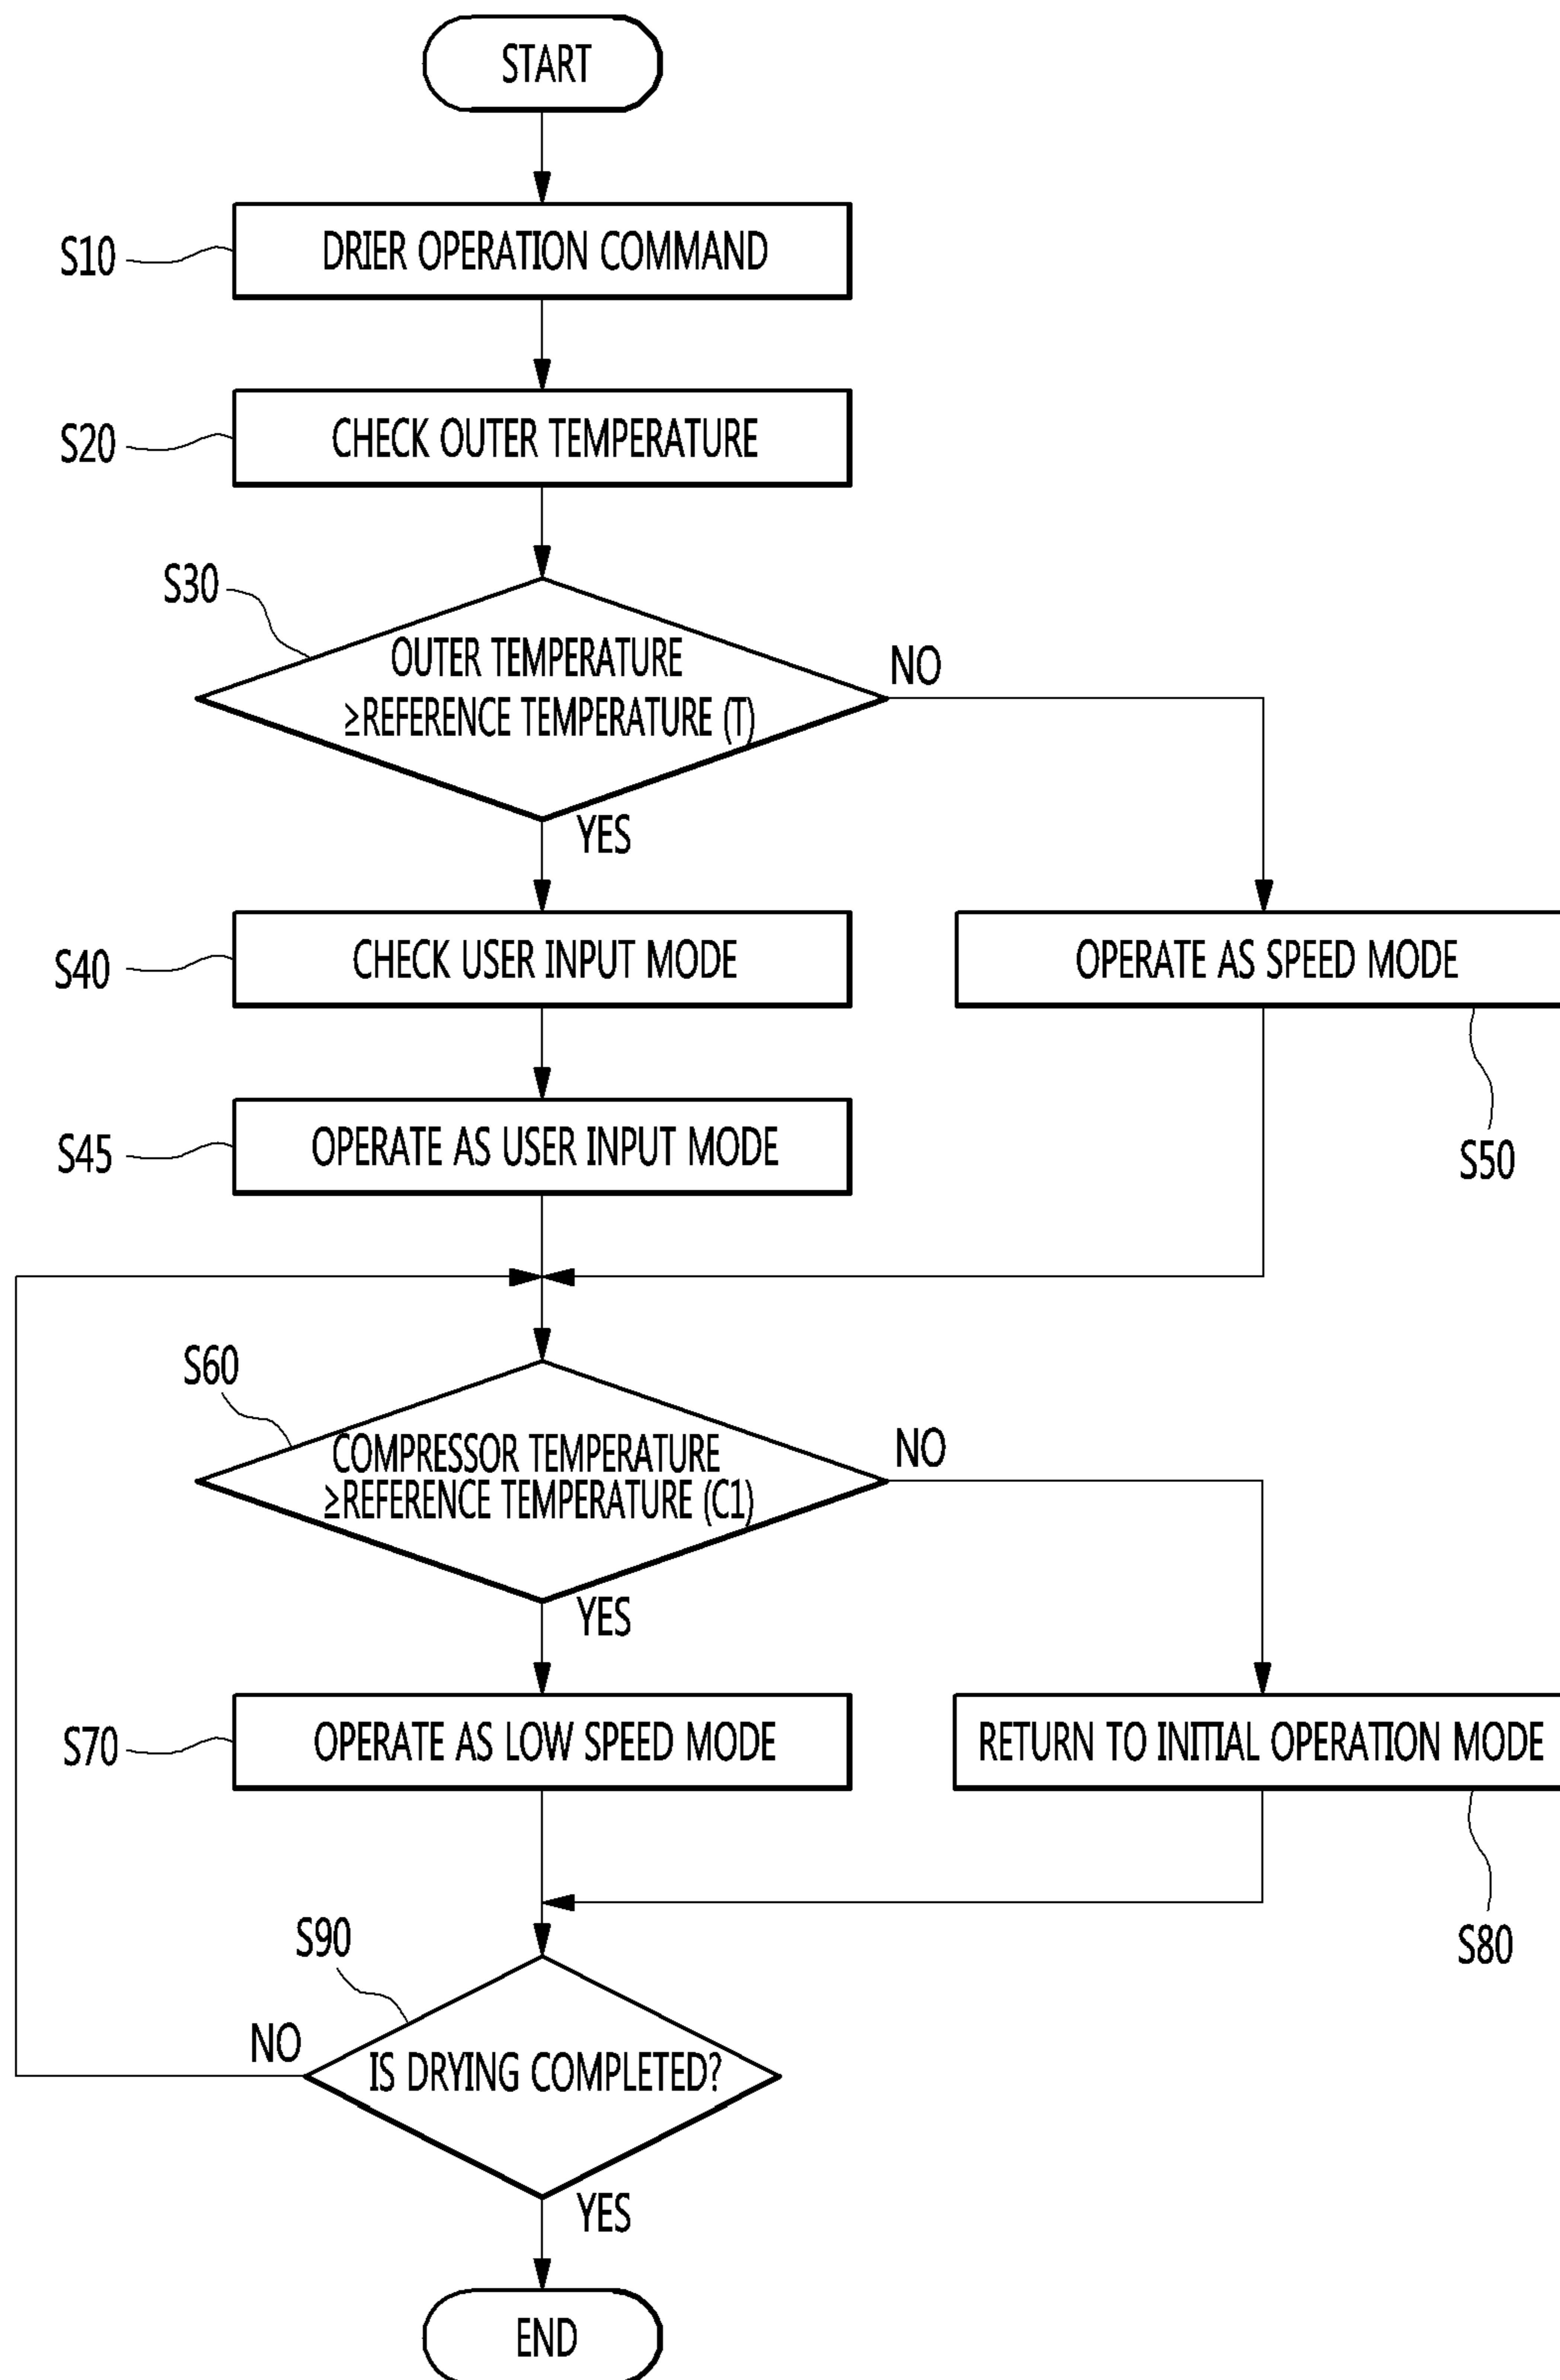 START
S10
DRIER OPERATION COMMAND
S20
CHECK OUTER TEMPERATURE
S30
OUTER TEMPERATURE
≥REFERENCE TEMPERATURE (T)
NO
YES
S40
CHECK USER INPUT MODE
OPERATE AS SPEED MODE
S45
OPERATE AS USER INPUT MODE
S50
S60
COMPRESSOR TEMPERATURE
≥REFERENCE TEMPERATURE (C1)
NO
YES
S70
OPERATE AS LOW SPEED MODE
RETURN TO INITIAL OPERATION MODE
S80
S90
NO
IS DRYING COMPLETED?
YES
END